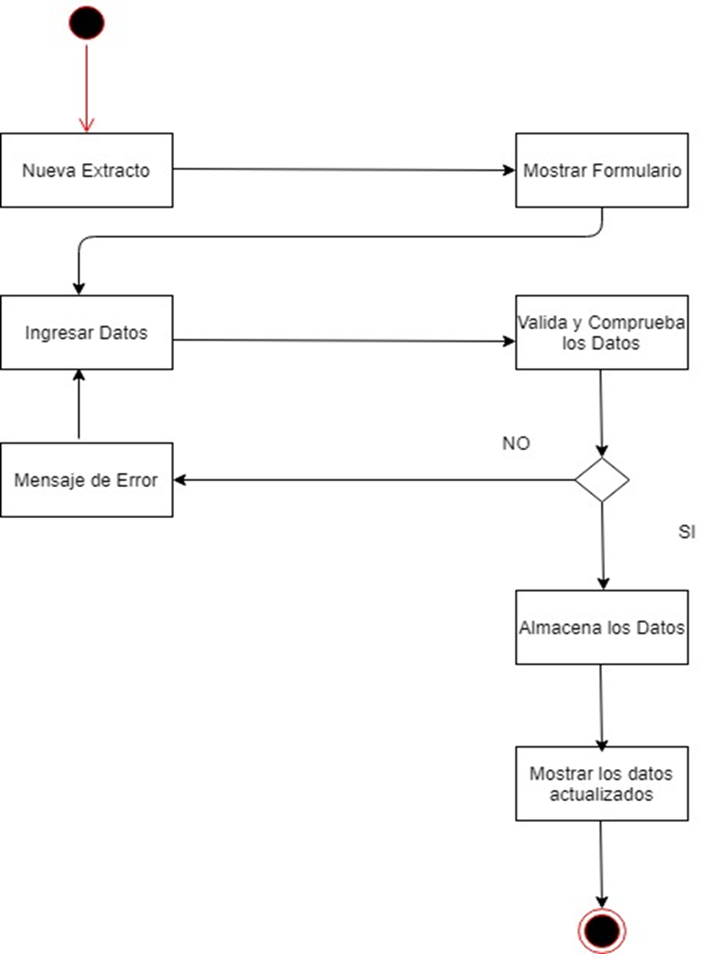 Nueva Extracto
Mostrar Formulario
Ingresar Datos
Valida y Comprueba
los Datos
NO
Mensaje de Error
SI
Almacena los Datos
Mostrar los datos
actualizados